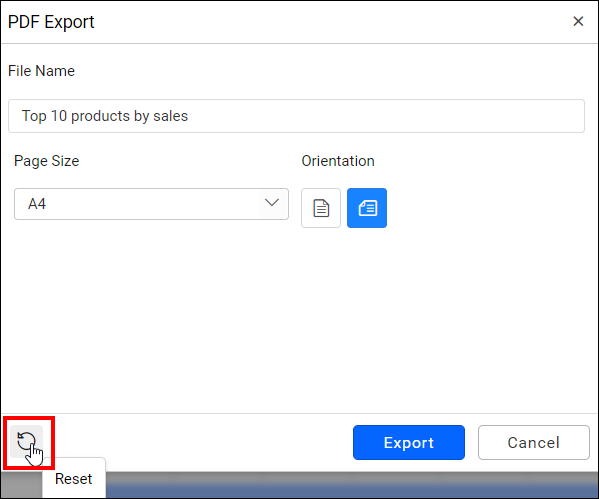 PDF Export
File Name
Top 10 products by sales
Page Size
Orientation
A4
Export
Cancel
Reset